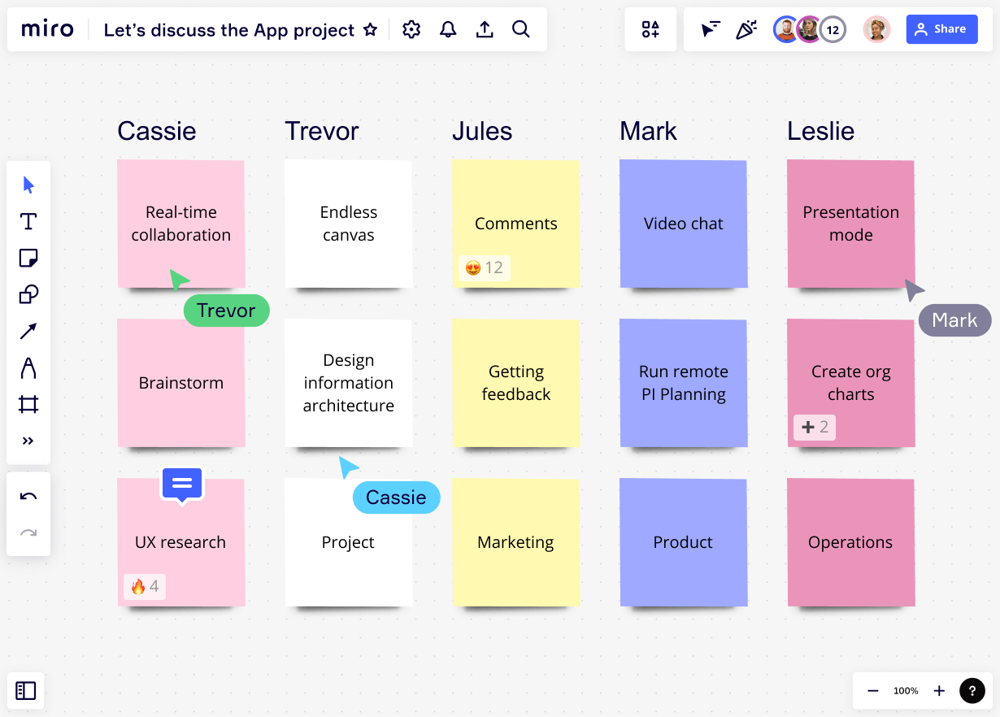 miro
Let’s discuss the App project
12
Share
Cassie
Trevor
Jules
Mark
Leslie
Real-time
collaboration
Endless
canvas
Comments
😍 12
Video chat
Presentation
mode
Trevor
Mark
Brainstorm
Design
information
architecture
Getting
feedback
Run remote
PI Planning
Create org
charts
+ 2
Cassie
UX research
🔥 4
Project
Marketing
Product
Operations
− 100% + ?